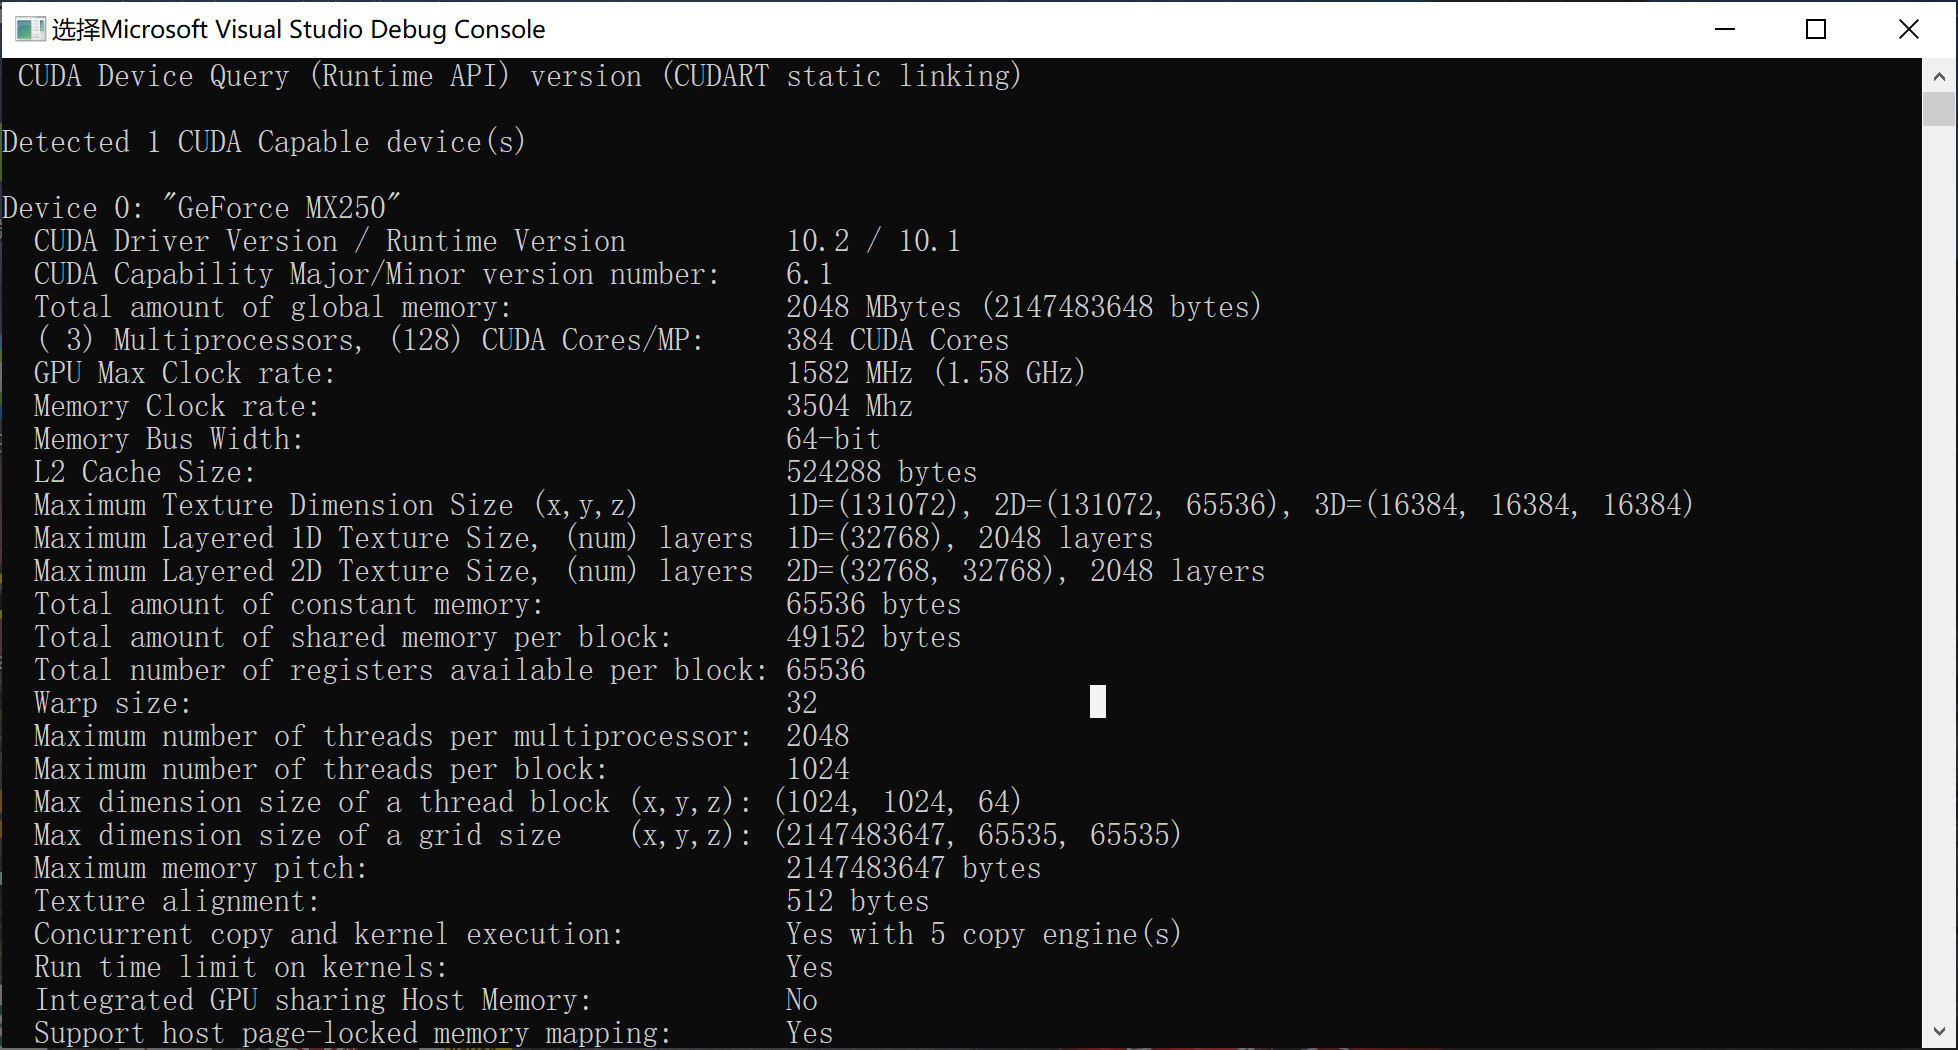 选择Microsoft Visual Studio Debug Console
CUDA Device Query (Runtime API) version (CUDART static linking)
Detected 1 CUDA Capable device(s)
Device 0: "GeForce MX250"
CUDA Driver Version / Runtime Version 10.2 / 10.1
CUDA Capability Major/Minor version number: 6.1
Total amount of global memory: 2048 MBytes (2147483648 bytes)
( 3) Multiprocessors, (128) CUDA Cores/MP: 384 CUDA Cores
GPU Max Clock rate: 1582 MHz (1.58 GHz)
Memory Clock rate: 3504 Mhz
Memory Bus Width: 64-bit
L2 Cache Size: 524288 bytes
Maximum Texture Dimension Size (x,y,z) 1D=(131072), 2D=(131072, 65536), 3D=(16384, 16384, 16384)
Maximum Layered 1D Texture Size, (num) layers 1D=(32768), 2048 layers
Maximum Layered 2D Texture Size, (num) layers 2D=(32768, 32768), 2048 layers
Total amount of constant memory: 65536 bytes
Total amount of shared memory per block: 49152 bytes
Total number of registers available per block: 65536
Warp size: 32
Maximum number of threads per multiprocessor: 2048
Maximum number of threads per block: 1024
Max dimension size of a thread block (x,y,z): (1024, 1024, 64)
Max dimension size of a grid size (x,y,z): (2147483647, 65535, 65535)
Maximum memory pitch: 2147483647 bytes
Texture alignment: 512 bytes
Concurrent copy and kernel execution: Yes with 5 copy engine(s)
Run time limit on kernels: Yes
Integrated GPU sharing Host Memory: No
Support host page-locked memory mapping: Yes